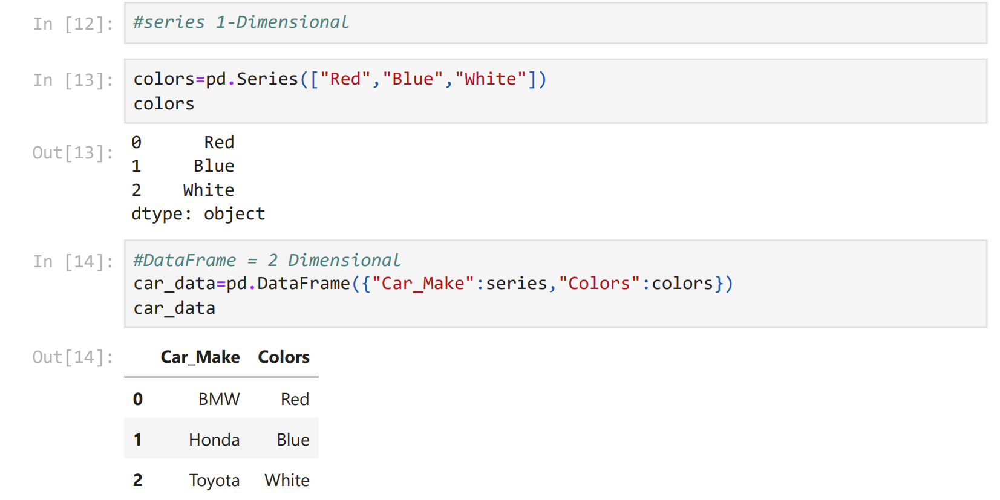 In [12]: #series 1-Dimensional
In [13]: colors=pd.Series(["Red","Blue","White"])
colors
Out[13]: 0       Red
1      Blue
2     White
dtype: object
In [14]: #DataFrame = 2 Dimensional
car_data=pd.DataFrame({"Car_Make":series,"Colors":colors})
car_data
Out[14]: Car_Make Colors
0 BMW Red
1 Honda Blue
2 Toyota White